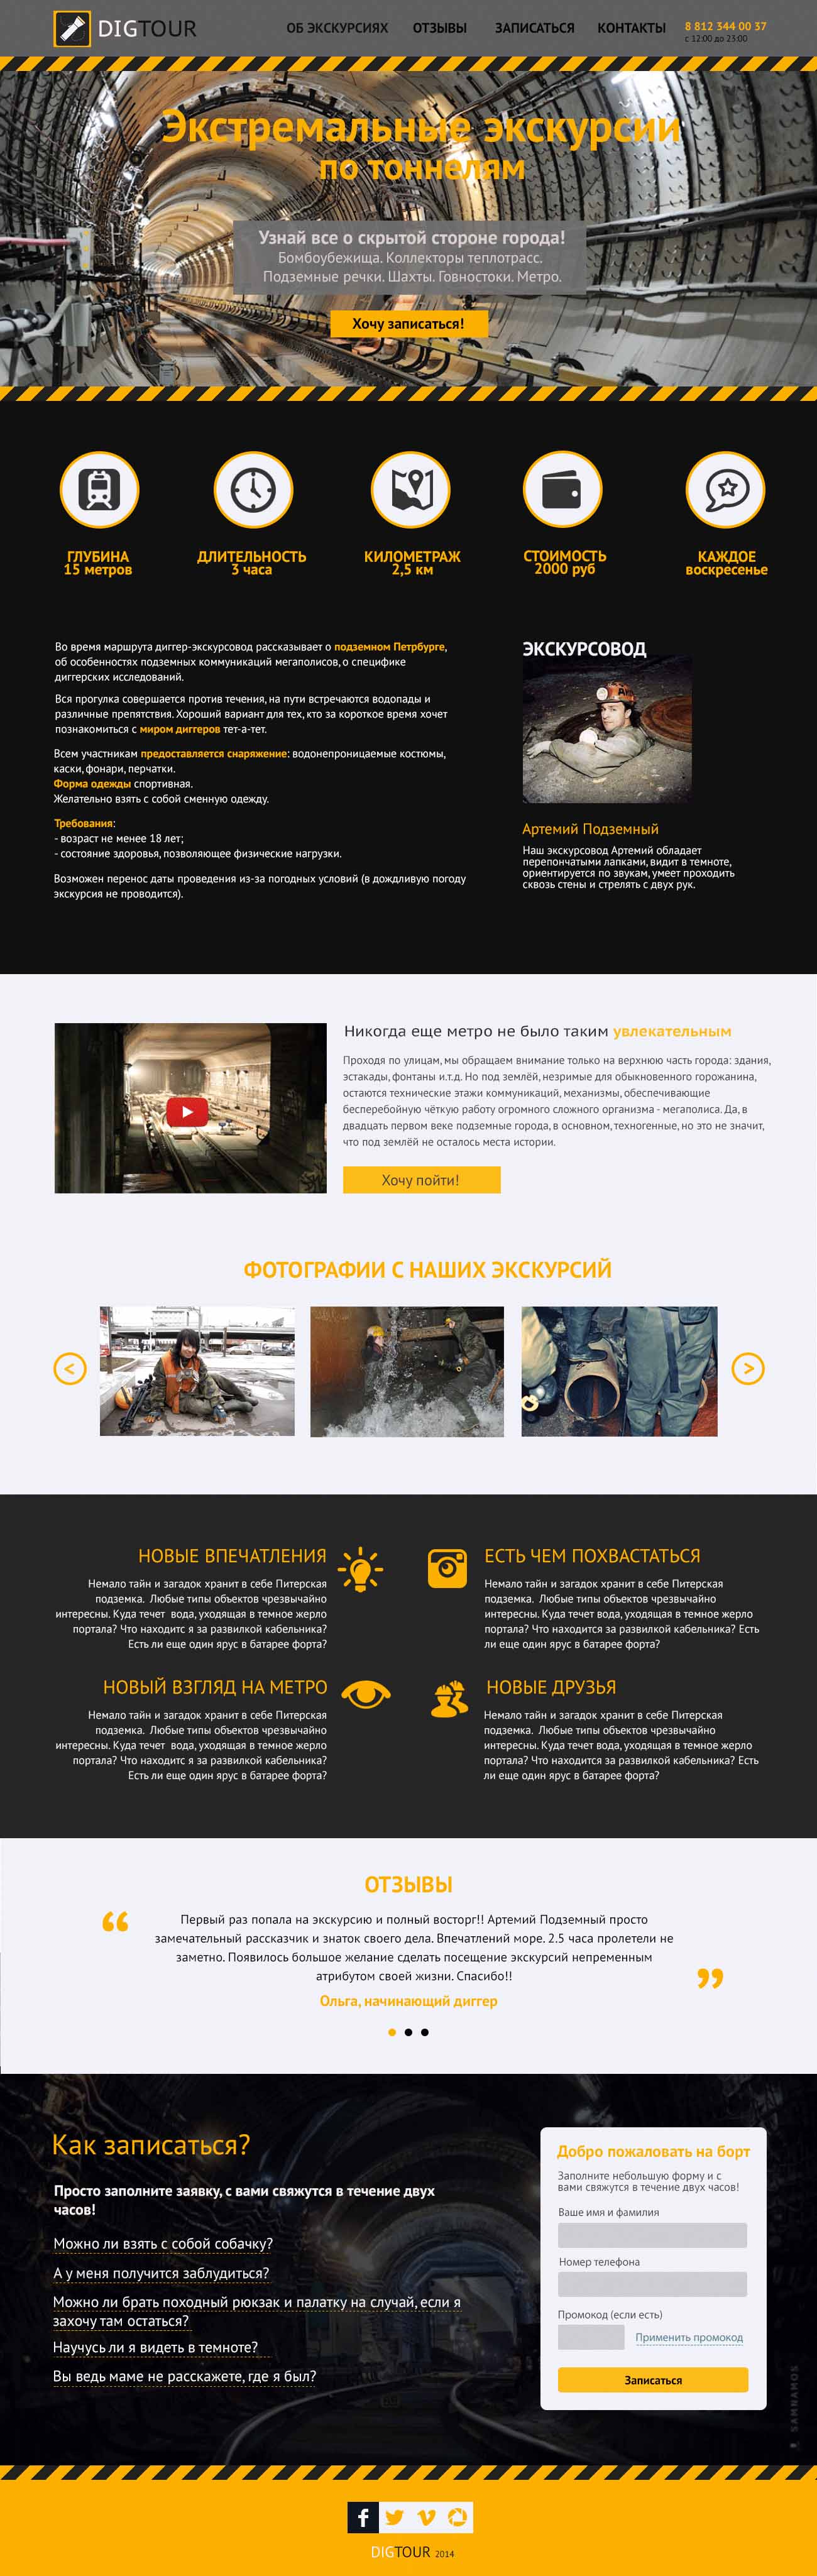 DIGTOUR
ОБ ЭКСКУРСИЯХ ОТЗЫВЫ ЗАПИСАТЬСЯ КОНТАКТЫ
8 812 344 00 37
с 12:00 до 23:00
Экстремальные экскурсии
по тоннелям
Узнай все о скрытой стороне города!
Бомбоубежища. Коллекторы теплотрасс.
Подземные речки. Шахты. Говностоки. Метро.
Хочу записаться!
ГЛУБИНА
15 метров
ДЛИТЕЛЬНОСТЬ
3 часа
КИЛОМЕТРАЖ
2,5 км
СТОИМОСТЬ
2000 руб
КАЖДОЕ
воскресенье
Во время маршрута диггер-экскурсовод рассказывает о подземном Петрбурге,
об особенностях подземных коммуникаций мегаполисов, о специфике
диггерских исследований.
Вся прогулка совершается против течения, на пути встречаются водопады и
различные препятствия. Хороший вариант для тех, кто за короткое время хочет
познакомиться с миром диггеров тет-а-тет.
Всем участникам предоставляется снаряжение: водонепроницаемые костюмы,
каски, фонари, перчатки.
Форма одежды спортивная.
Желательно взять с собой сменную одежду.
Требования:
- возраст не менее 18 лет;
- состояние здоровья, позволяющее физические нагрузки.
Возможен перенос даты проведения из-за погодных условий (в дождливую погоду
экскурсия не проводится).
ЭКСКУРСОВОД
Артемий Подземный
Наш экскурсовод Артемий обладает
перепончатыми лапками, видит в темноте,
ориентируется по звукам, умеет проходить
сквозь стены и стрелять с двух рук.
Никогда еще метро не было таким увлекательным
Проходя по улицам, мы обращаем внимание только на верхнюю часть города: здания,
эстакады, фонтаны и.т.д. Но под землёй, незримые для обыкновенного горожанина,
остаются технические этажи коммуникаций, механизмы, обеспечивающие
бесперебойную чёткую работу огромного сложного организма - мегаполиса. Да, в
двадцать первом веке подземные города, в основном, техногенные, но это не значит,
что под землёй не осталось места истории.
Хочу пойти!
ФОТОГРАФИИ С НАШИХ ЭКСКУРСИЙ
< >
НОВЫЕ ВПЕЧАТЛЕНИЯ
Немало тайн и загадок хранит в себе Питерская
подземка. Любые типы объектов чрезвычайно
интересны. Куда течет вода, уходящая в темное жерло
портала? Что находитс я за развилкой кабельника?
Есть ли еще один ярус в батарее форта?
ЕСТЬ ЧЕМ ПОХВАСТАТЬСЯ
Немало тайн и загадок хранит в себе Питерская
подземка. Любые типы объектов чрезвычайно
интересны. Куда течет вода, уходящая в темное жерло
портала? Что находится за развилкой кабельника? Есть
ли еще один ярус в батарее форта?
НОВЫЙ ВЗГЛЯД НА МЕТРО
Немало тайн и загадок хранит в себе Питерская
подземка. Любые типы объектов чрезвычайно
интересны. Куда течет вода, уходящая в темное жерло
портала? Что находитс я за развилкой кабельника?
Есть ли еще один ярус в батарее форта?
НОВЫЕ ДРУЗЬЯ
Немало тайн и загадок хранит в себе Питерская
подземка. Любые типы объектов чрезвычайно
интересны. Куда течет вода, уходящая в темное жерло
портала? Что находится за развилкой кабельника? Есть
ли еще один ярус в батарее форта?
ОТЗЫВЫ
“
Первый раз попала на экскурсию и полный восторг!! Артемий Подземный просто
замечательный рассказчик и знаток своего дела. Впечатлений море. 2.5 часа пролетели не
заметно. Появилось большое желание сделать посещение экскурсий непременным
атрибутом своей жизни. Спасибо!!
”
Ольга, начинающий диггер
Как записаться?
Просто заполните заявку, с вами свяжутся в течение двух
часов!
Можно ли взять с собой собачку?
А у меня получится заблудиться?
Можно ли брать походный рюкзак и палатку на случай, если я
захочу там остаться?
Научусь ли я видеть в темноте?
Вы ведь маме не расскажете, где я был?
Добро пожаловать на борт
Заполните небольшую форму и с
вами свяжутся в течение двух часов!
Ваше имя и фамилия
Номер телефона
Промокод (если есть)
Применить промокод
Записаться
SAMNAMOS
DIGTOUR 2014